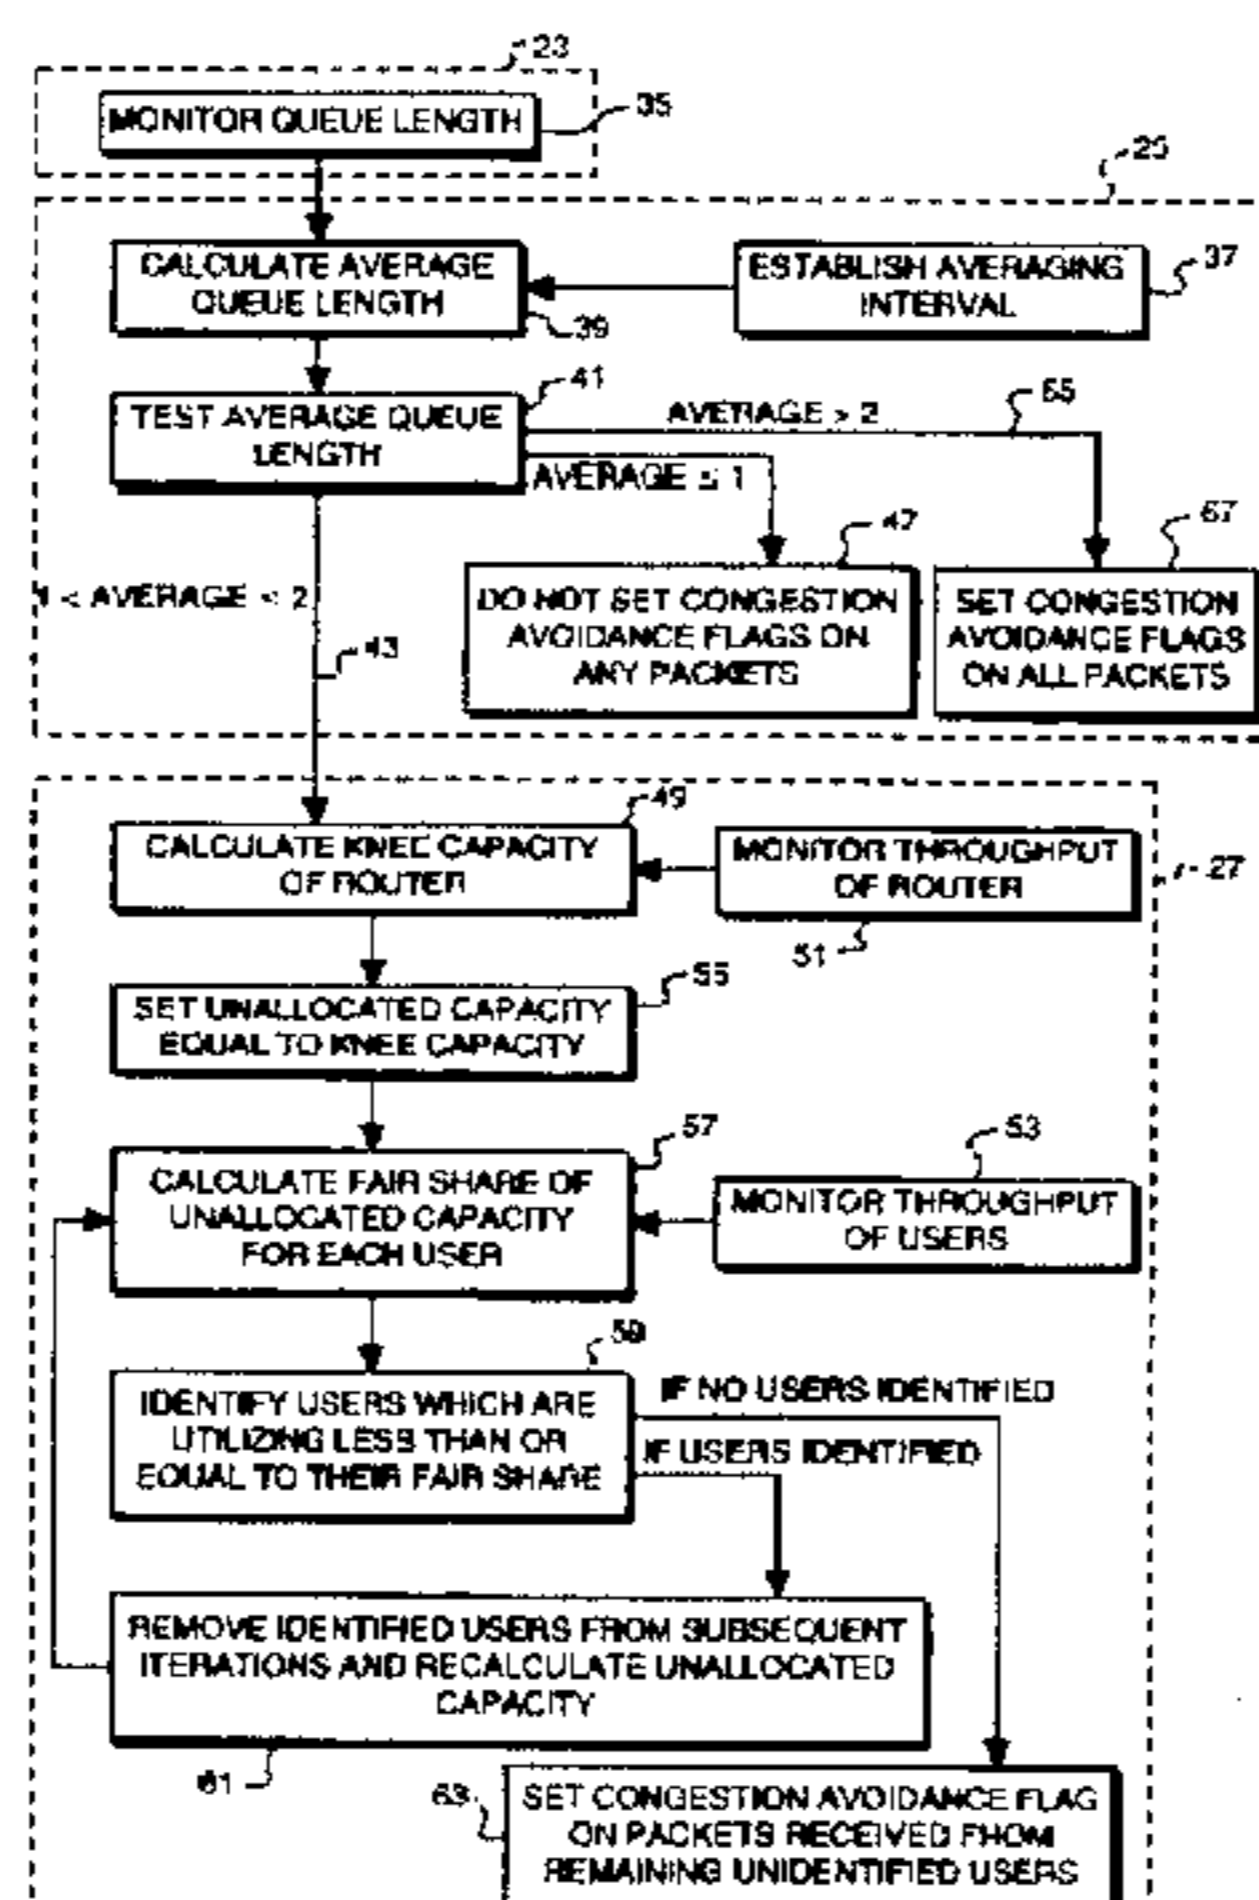 23
MONITOR QUEUE LENGTH
35
25
CALCULATE AVERAGE
QUEUE LENGTH
39
ESTABLISH AVERAGING
INTERVAL
37
TEST AVERAGE QUEUE
LENGTH
41
AVERAGE > 2
AVERAGE ≤ 1
47
DO NOT SET CONGESTION
AVOIDANCE FLAGS ON
ANY PACKETS
SET CONGESTION
AVOIDANCE FLAGS
ON ALL PACKETS
1 < AVERAGE < 2
43
49
CALCULATE KNEE CAPACITY
OF ROUTER
MONITOR THROUGHPUT
OF ROUTER
51
27
55
SET UNALLOCATED CAPACITY
EQUAL TO KNEE CAPACITY
57
CALCULATE FAIR SHARE OF
UNALLOCATED CAPACITY
FOR EACH USER
53
MONITOR THROUGHPUT
OF USERS
59
IDENTIFY USERS WHICH ARE
UTILIZING LESS THAN OR
EQUAL TO THEIR FAIR SHARE
IF NO USERS IDENTIFIED
IF USERS IDENTIFIED
REMOVE IDENTIFIED USERS FROM SUBSEQUENT
ITERATIONS AND RECALCULATE UNALLOCATED
CAPACITY
61
63
SET CONGESTION AVOIDANCE FLAG
ON PACKETS RECEIVED FROM
REMAINING UNIDENTIFIED USERS